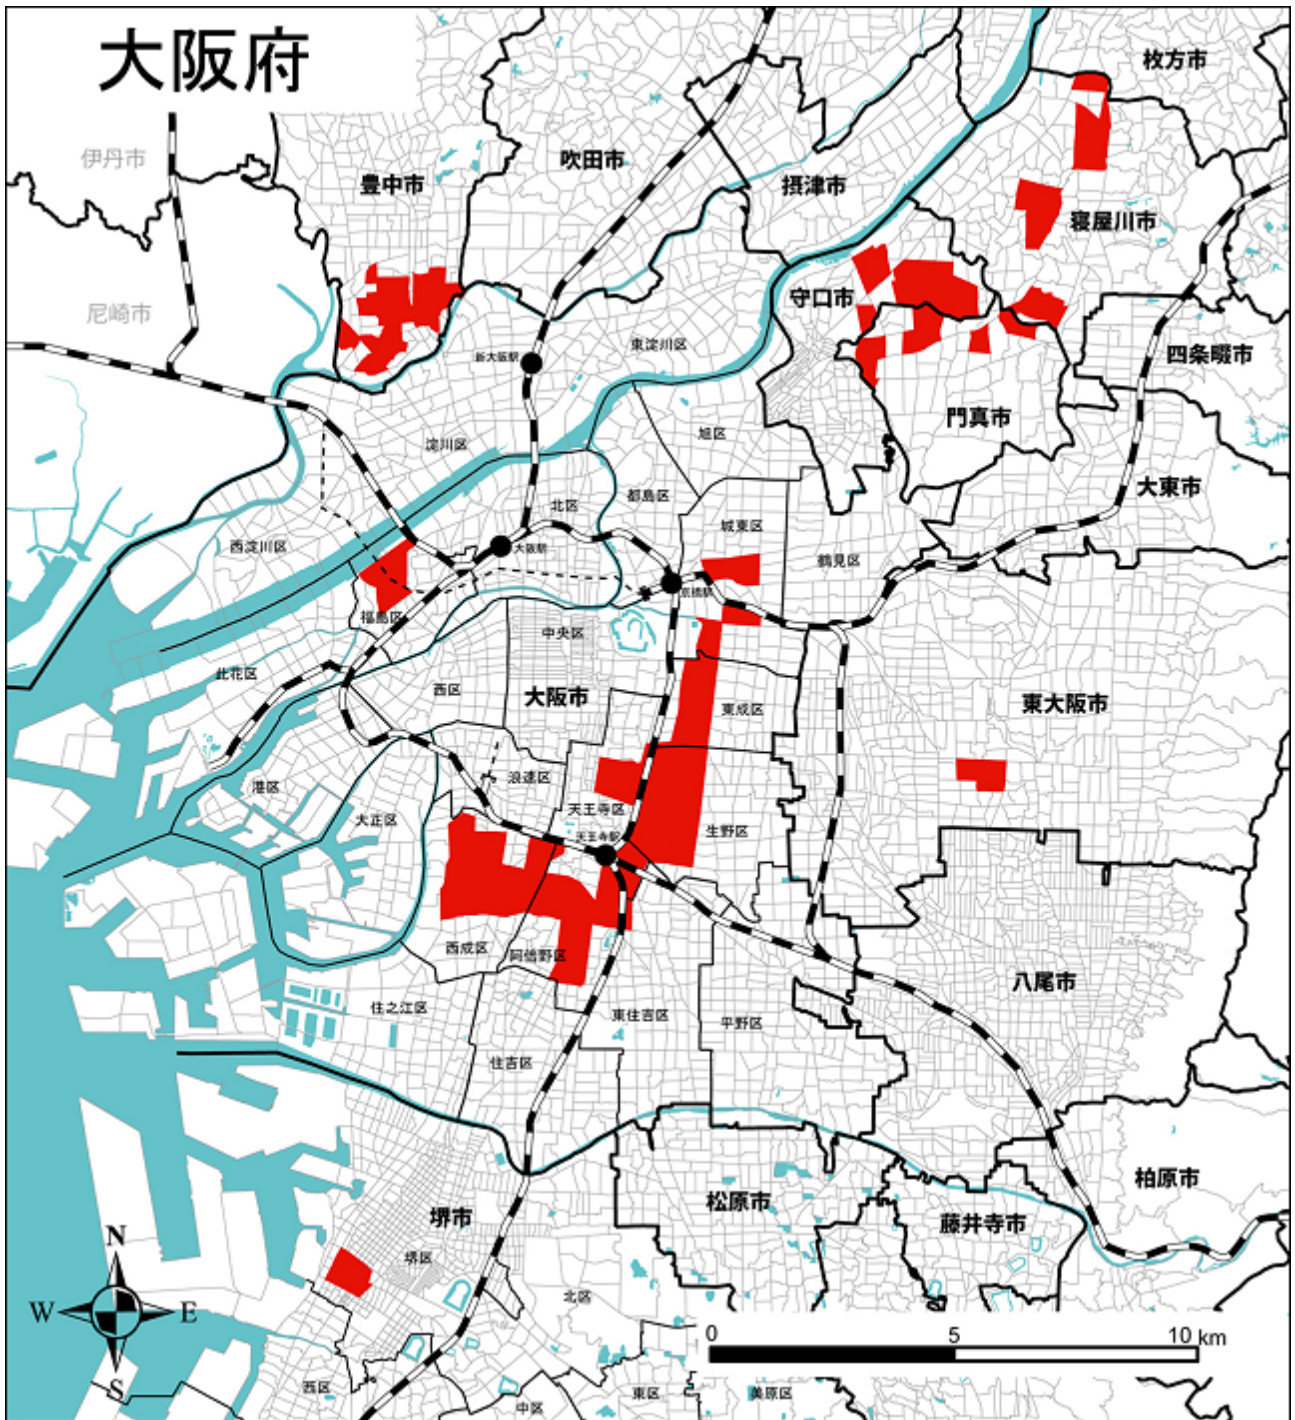 大阪府
枚方市
伊丹市
吹田市
豊中市
摂津市
寝屋川市
守口市
尼崎市
東淀川区
新大阪駅
四条畷市
門真市
旭区
淀川区
大東市
都島区
北区
城東区
西淀川区
大阪駅
鶴見区
京橋駅
福島区
中央区
此花区
西区
大阪市
東大阪市
東成区
浪速区
港区
天王寺区
大正区
生野区
天王寺駅
西成区
阿倍野区
八尾市
住之江区
東住吉区
平野区
住吉区
柏原市
松原市
堺市
藤井寺市
N
堺区
北区
W
E
0
5
10 km
S
西区
東区
美原区
中区